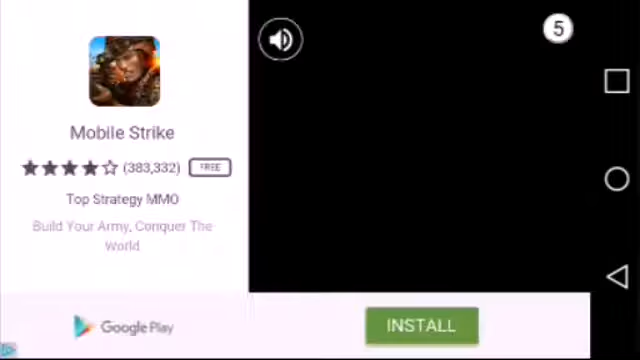 5
Mobile Strike
(383,332) FREE
Top Strategy MMO
Build Your Army, Conquer The
World
Google Play
INSTALL